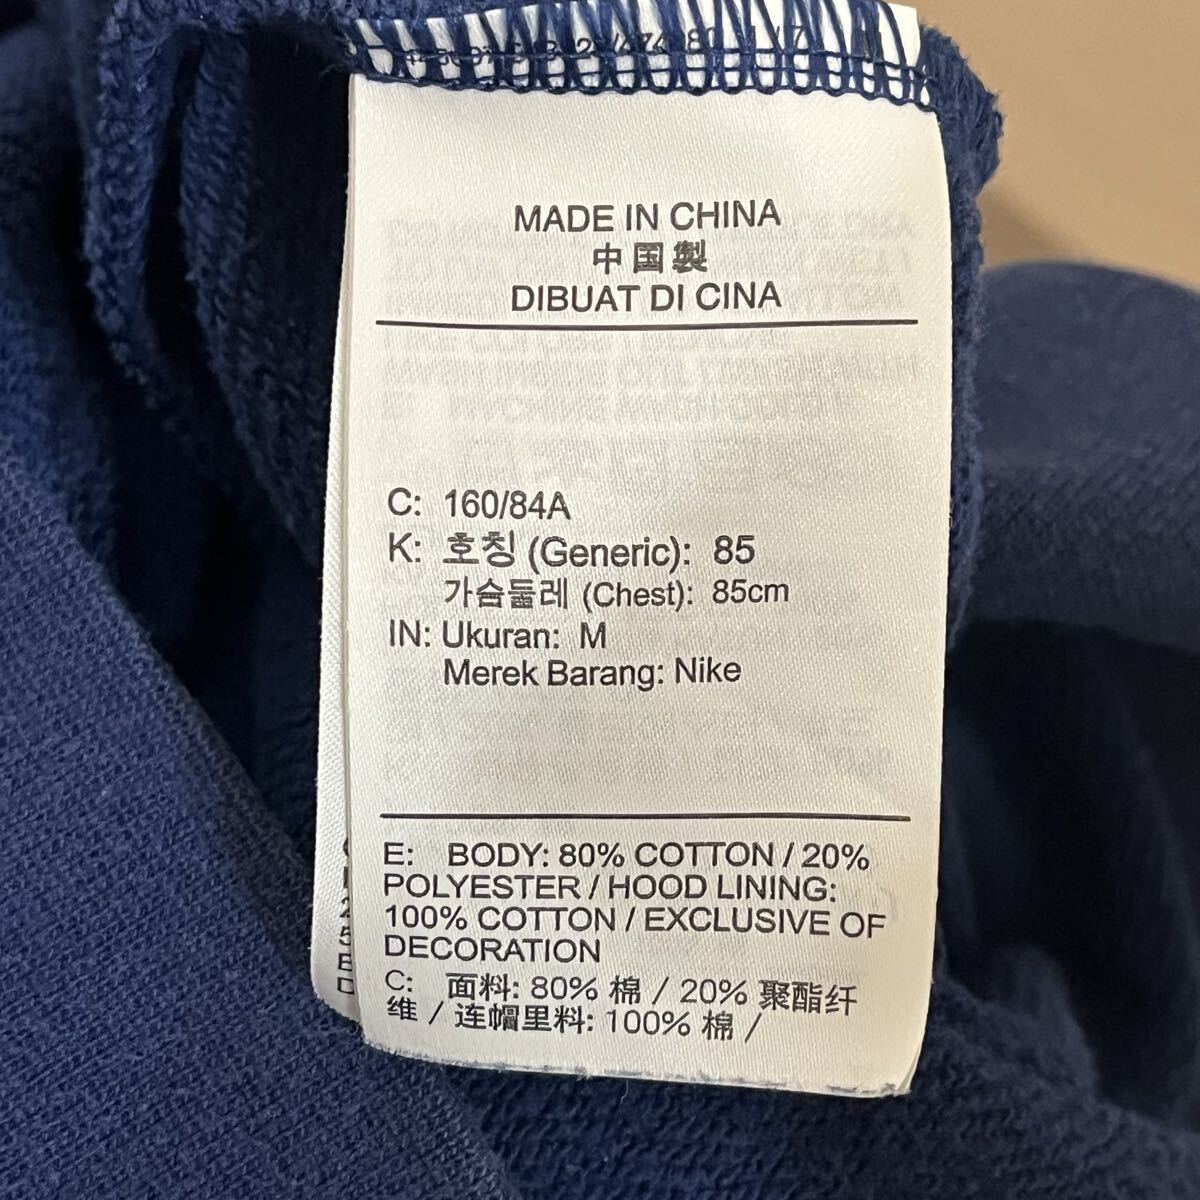 MADE IN CHINA
中国製
DIBUAT DI CINA
C: 160/84A
K: 호칭 (Generic): 85
가슴둘레 (Chest): 85cm
IN: Ukuran: M
Merek Barang: Nike
E: BODY: 80% COTTON / 20%
POLYESTER / HOOD LINING:
100% COTTON / EXCLUSIVE OF
DECORATION
C: 面料: 80% 棉 / 20% 聚酯纤
维 / 连帽里料: 100% 棉 /